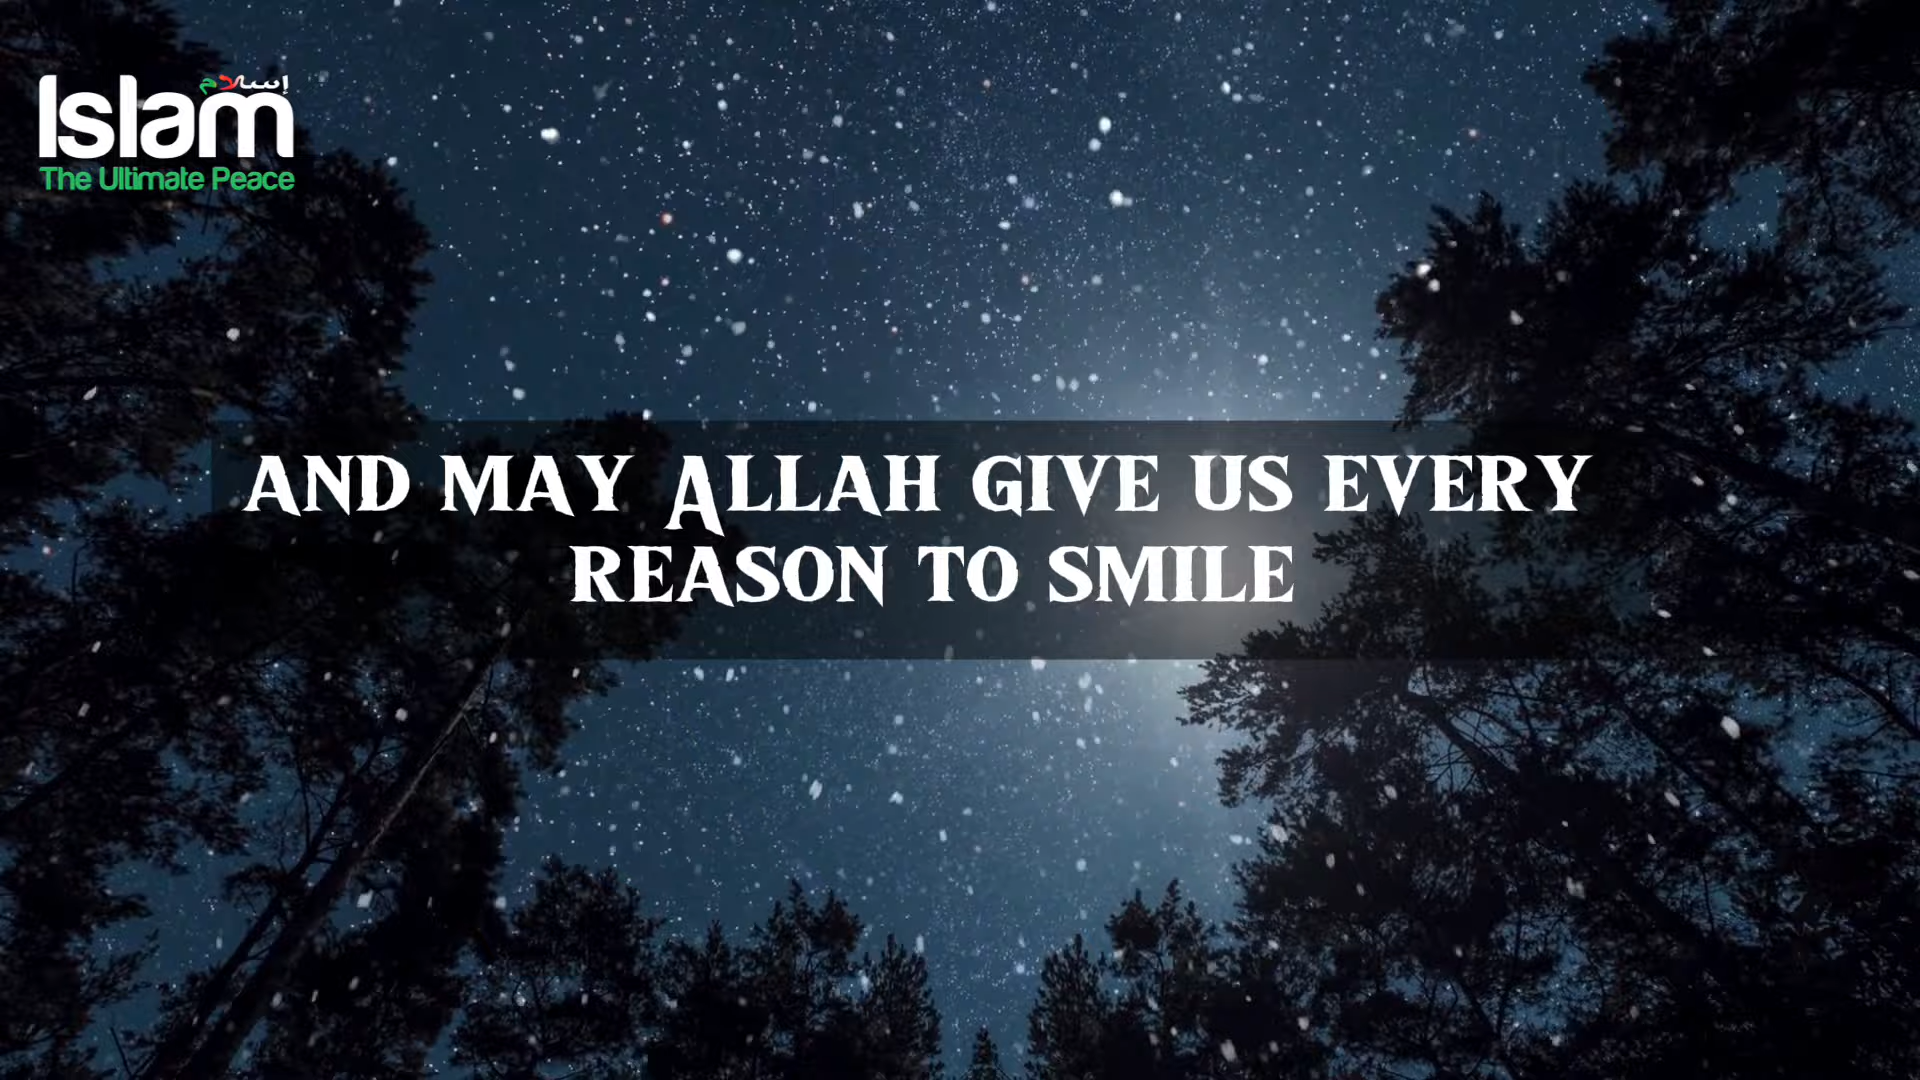 إسلام
Islam
The Ultimate Peace
AND MAY ALLAH GIVE US EVERY
REASON TO SMILE